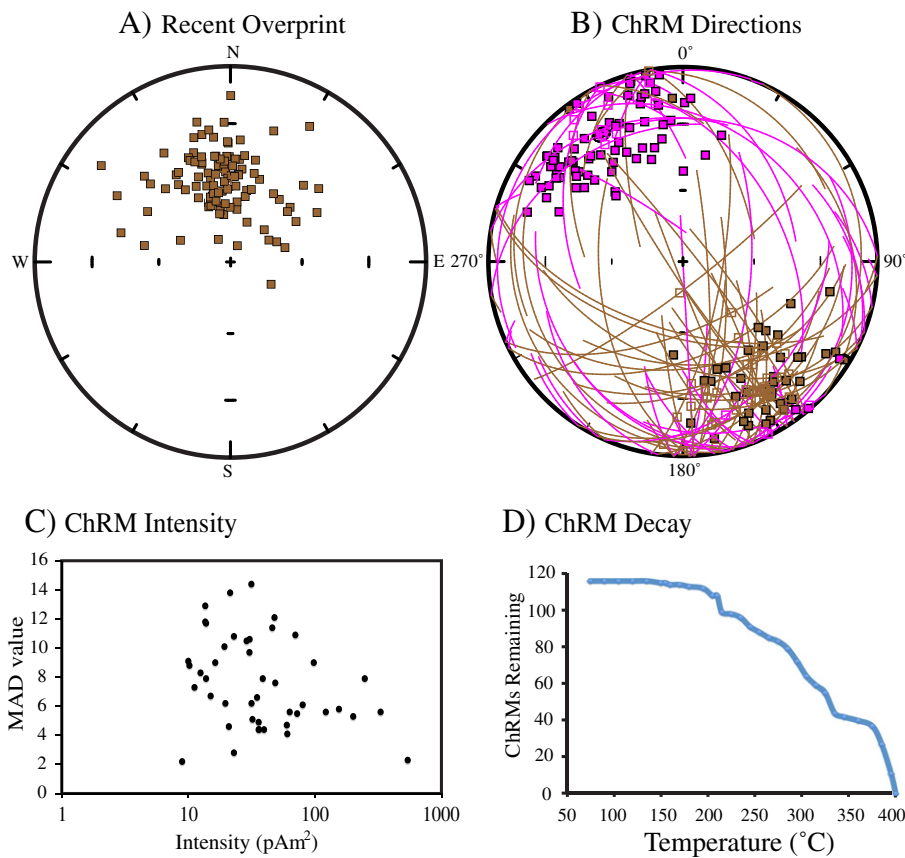 A) Recent Overprint
B) ChRM Directions
N
0°
W
E
270°
90°
S
180°
C) ChRM Intensity
D) ChRM Decay
MAD value
16
14
12
10
8
6
4
2
0
1
10
100
1000
Intensity (pAm²)
ChRMs Remaining
120
100
80
60
40
20
0
50
100
150
200
250
300
350
400
Temperature (°C)